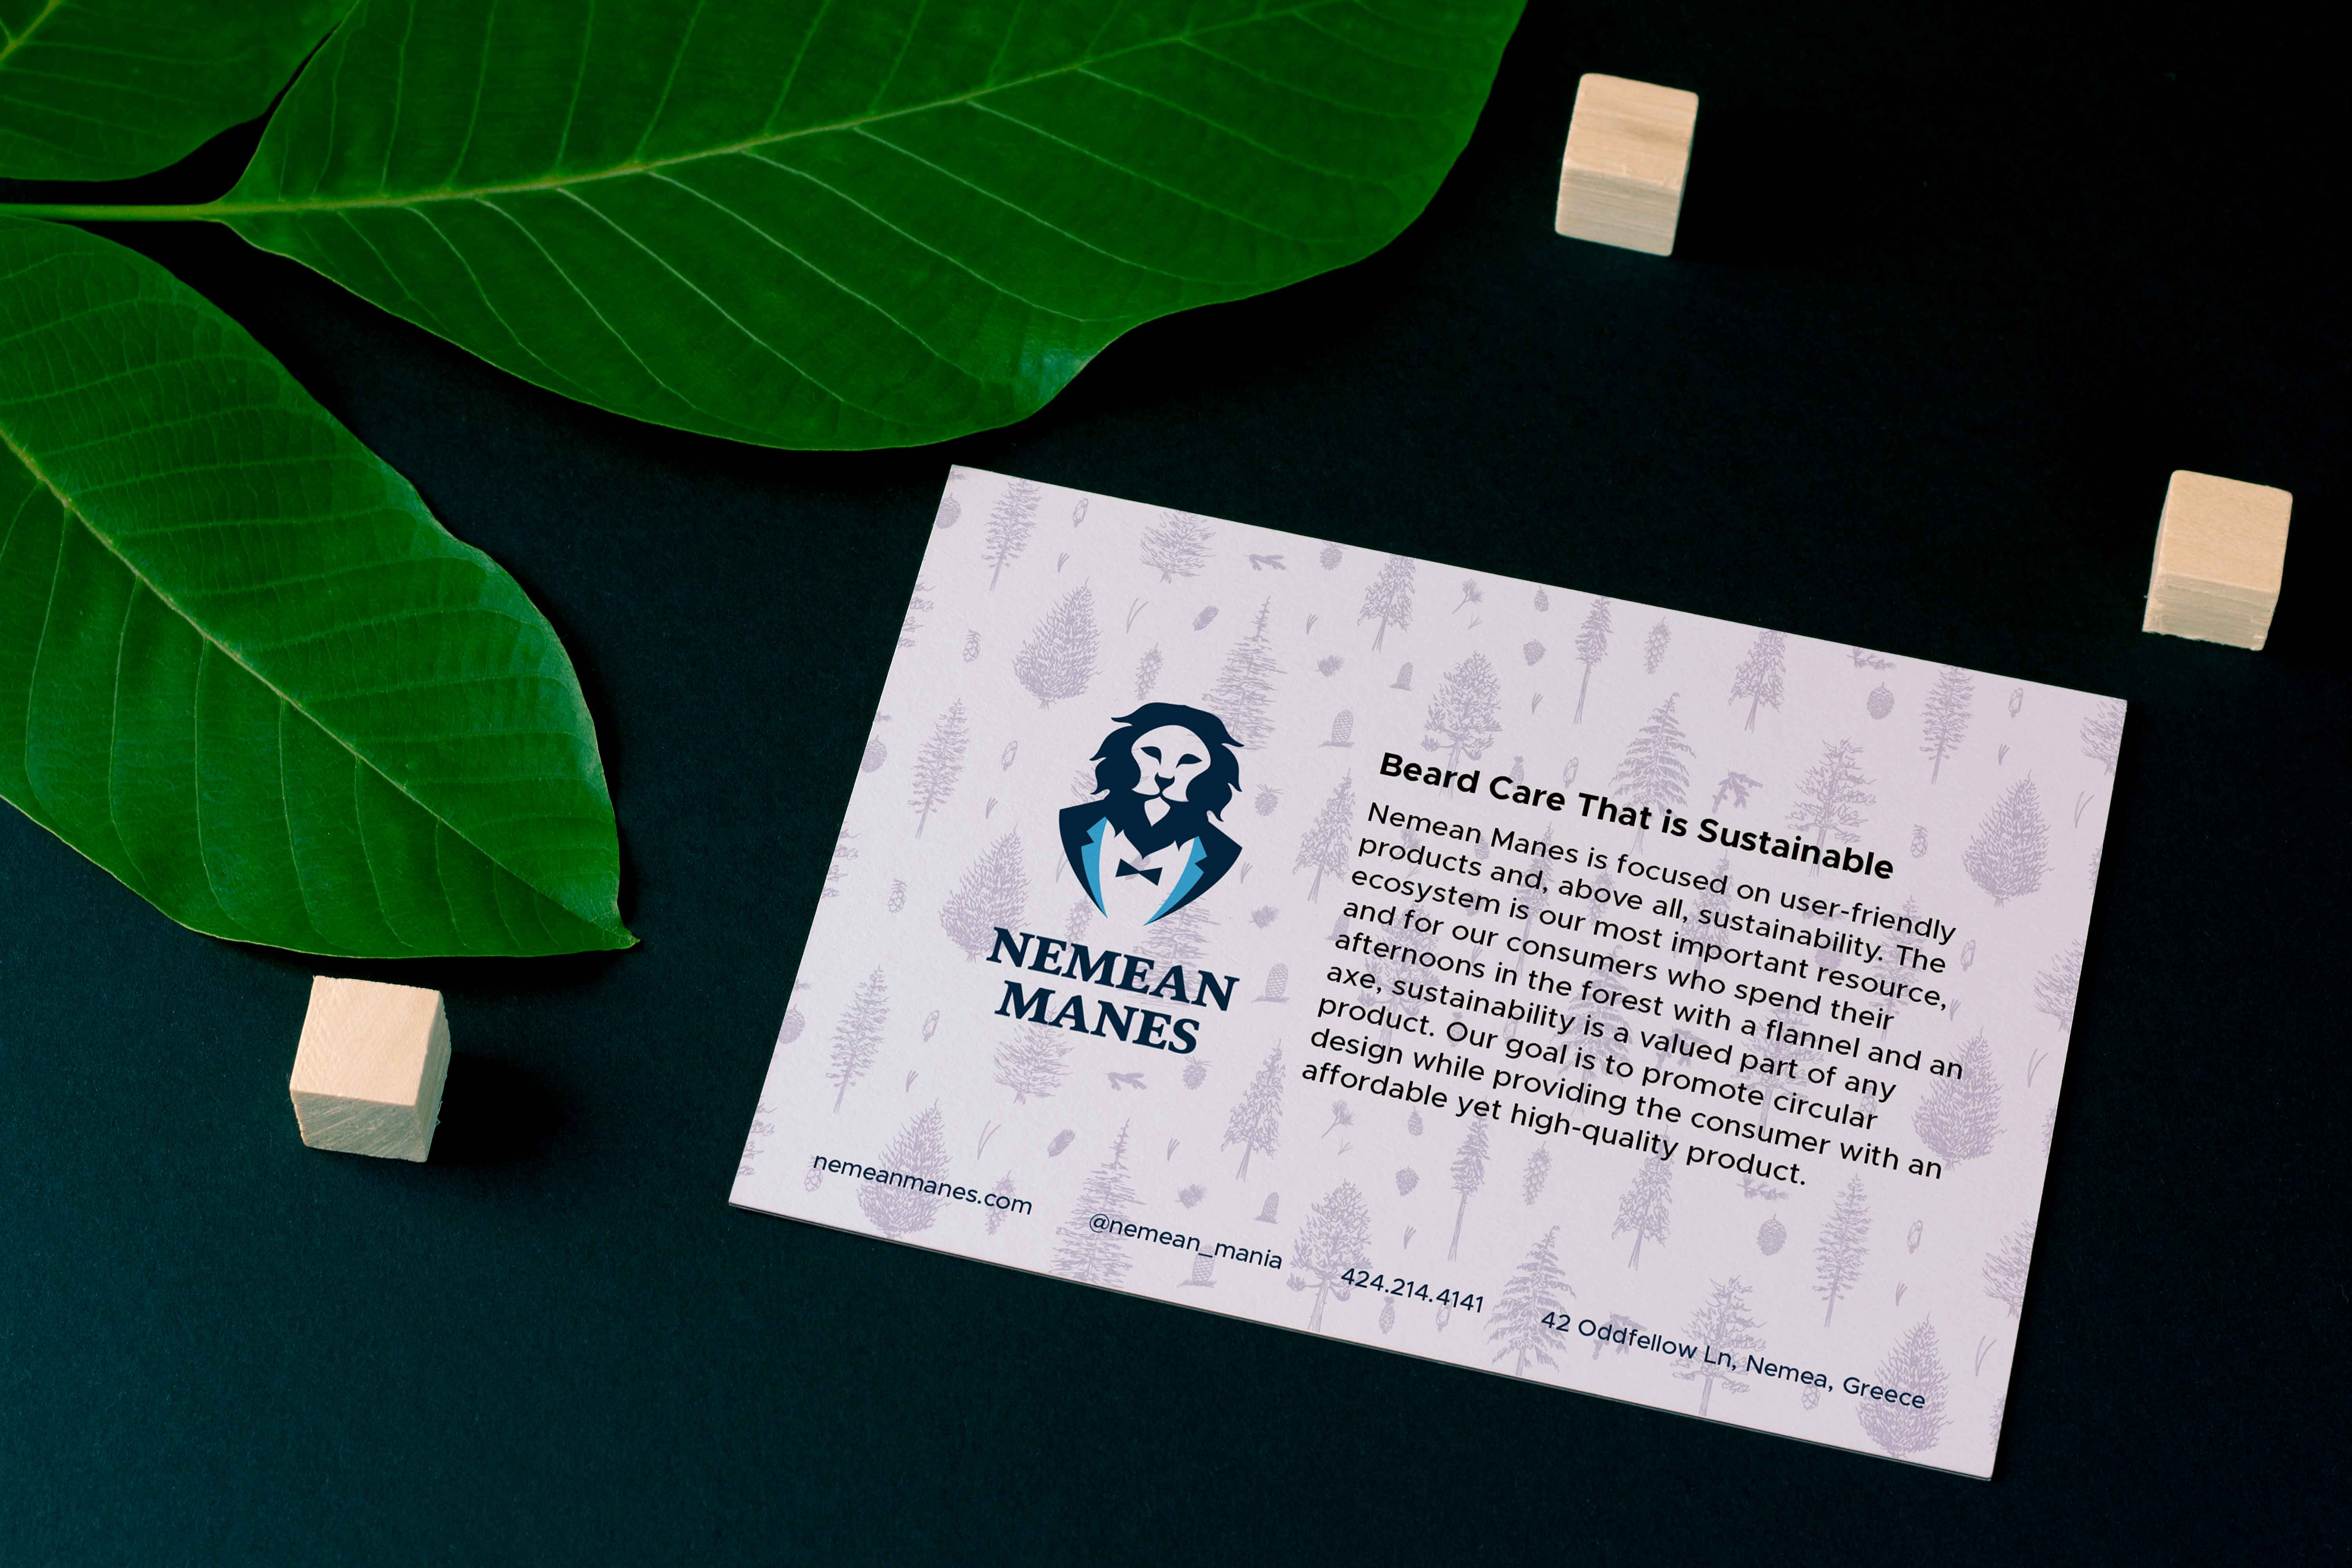 NEMEAN
MANES
Beard Care That is Sustainable
Nemean Manes is focused on user-friendly
products and, above all, sustainability. The
ecosystem is our most important resource,
and for our consumers who spend their
afternoons in the forest with a flannel and an
axe, sustainability is a valued part of any
product. Our goal is to promote circular
design while providing the consumer with an
affordable yet high-quality product.
nemeanmanes.com
@nemean_mania
424.214.4141
42 Oddfellow Ln, Nemea, Greece